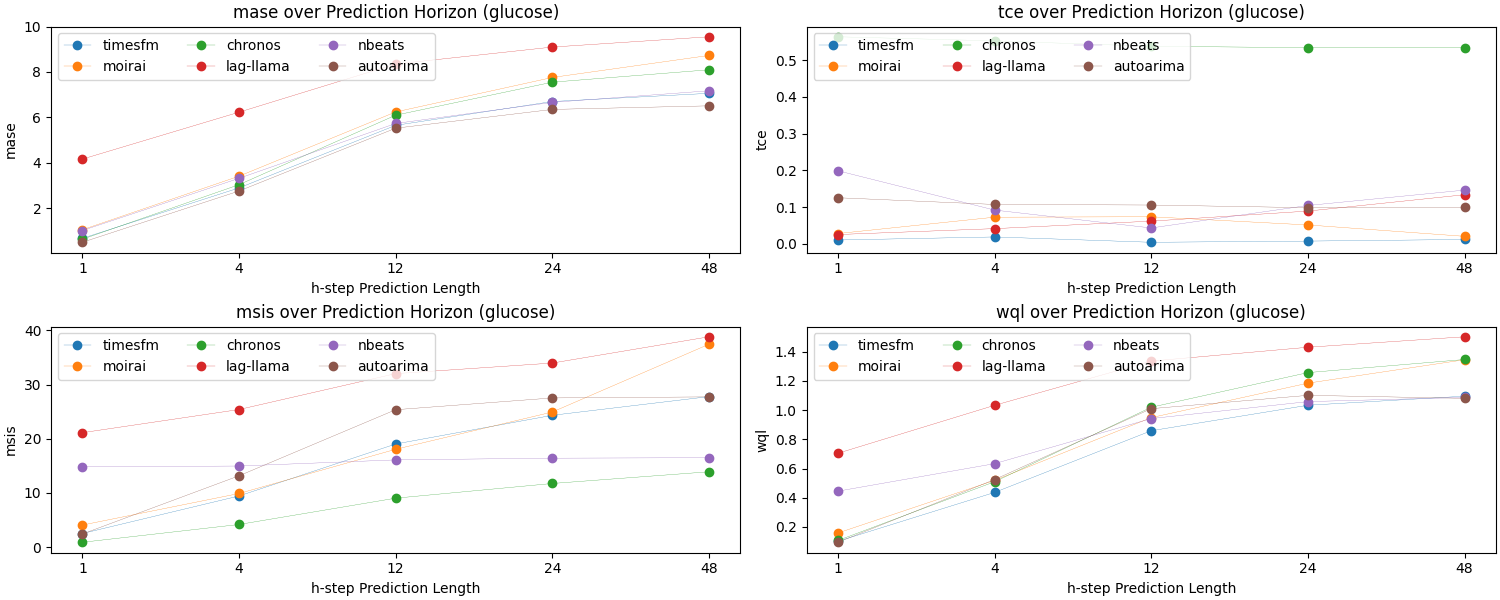 mase over Prediction Horizon (glucose)
timesfm chronos nbeats
moirai lag-llama autoarima
mase
10
8
6
4
2
1 4 12 24 48
h-step Prediction Length
tce over Prediction Horizon (glucose)
timesfm chronos nbeats
moirai lag-llama autoarima
tce
0.5
0.4
0.3
0.2
0.1
0.0
1 4 12 24 48
h-step Prediction Length
msis over Prediction Horizon (glucose)
timesfm chronos nbeats
moirai lag-llama autoarima
msis
40
30
20
10
0
1 4 12 24 48
h-step Prediction Length
wql over Prediction Horizon (glucose)
timesfm chronos nbeats
moirai lag-llama autoarima
wql
1.4
1.2
1.0
0.8
0.6
0.4
0.2
1 4 12 24 48
h-step Prediction Length